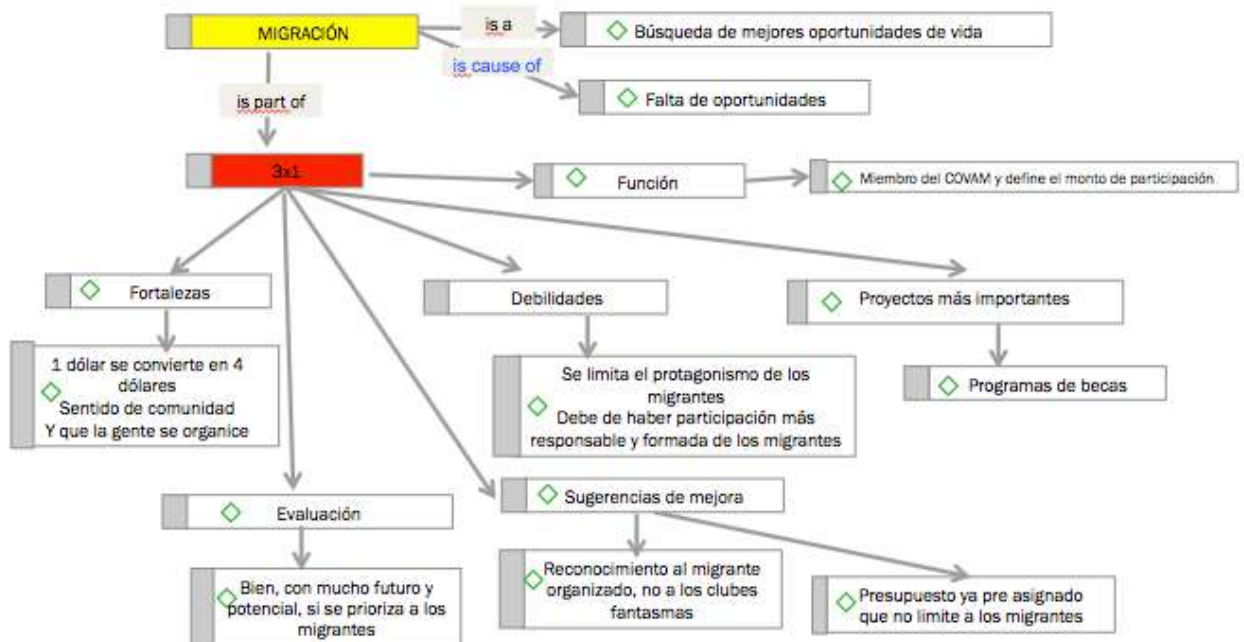 MIGRACIÓN
is a
Búsqueda de mejores oportunidades de vida
is cause of
Falta de oportunidades
is part of
3x1
Función
Miembro del COVAM y define el monto de participación
Fortalezas
Debilidades
Proyectos más importantes
1 dólar se convierte en 4
dólares
Sentido de comunidad
Y que la gente se organice
Se limita el protagonismo de los
migrantes
Debe de haber participación más
responsable y formada de los migrantes
Programas de becas
Evaluación
Sugerencias de mejora
Bien, con mucho futuro y
potencial, si se prioriza a los
migrantes
Reconocimiento al migrante
organizado, no a los clubes
fantasmas
Presupuesto ya pre asignado
que no limite a los migrantes